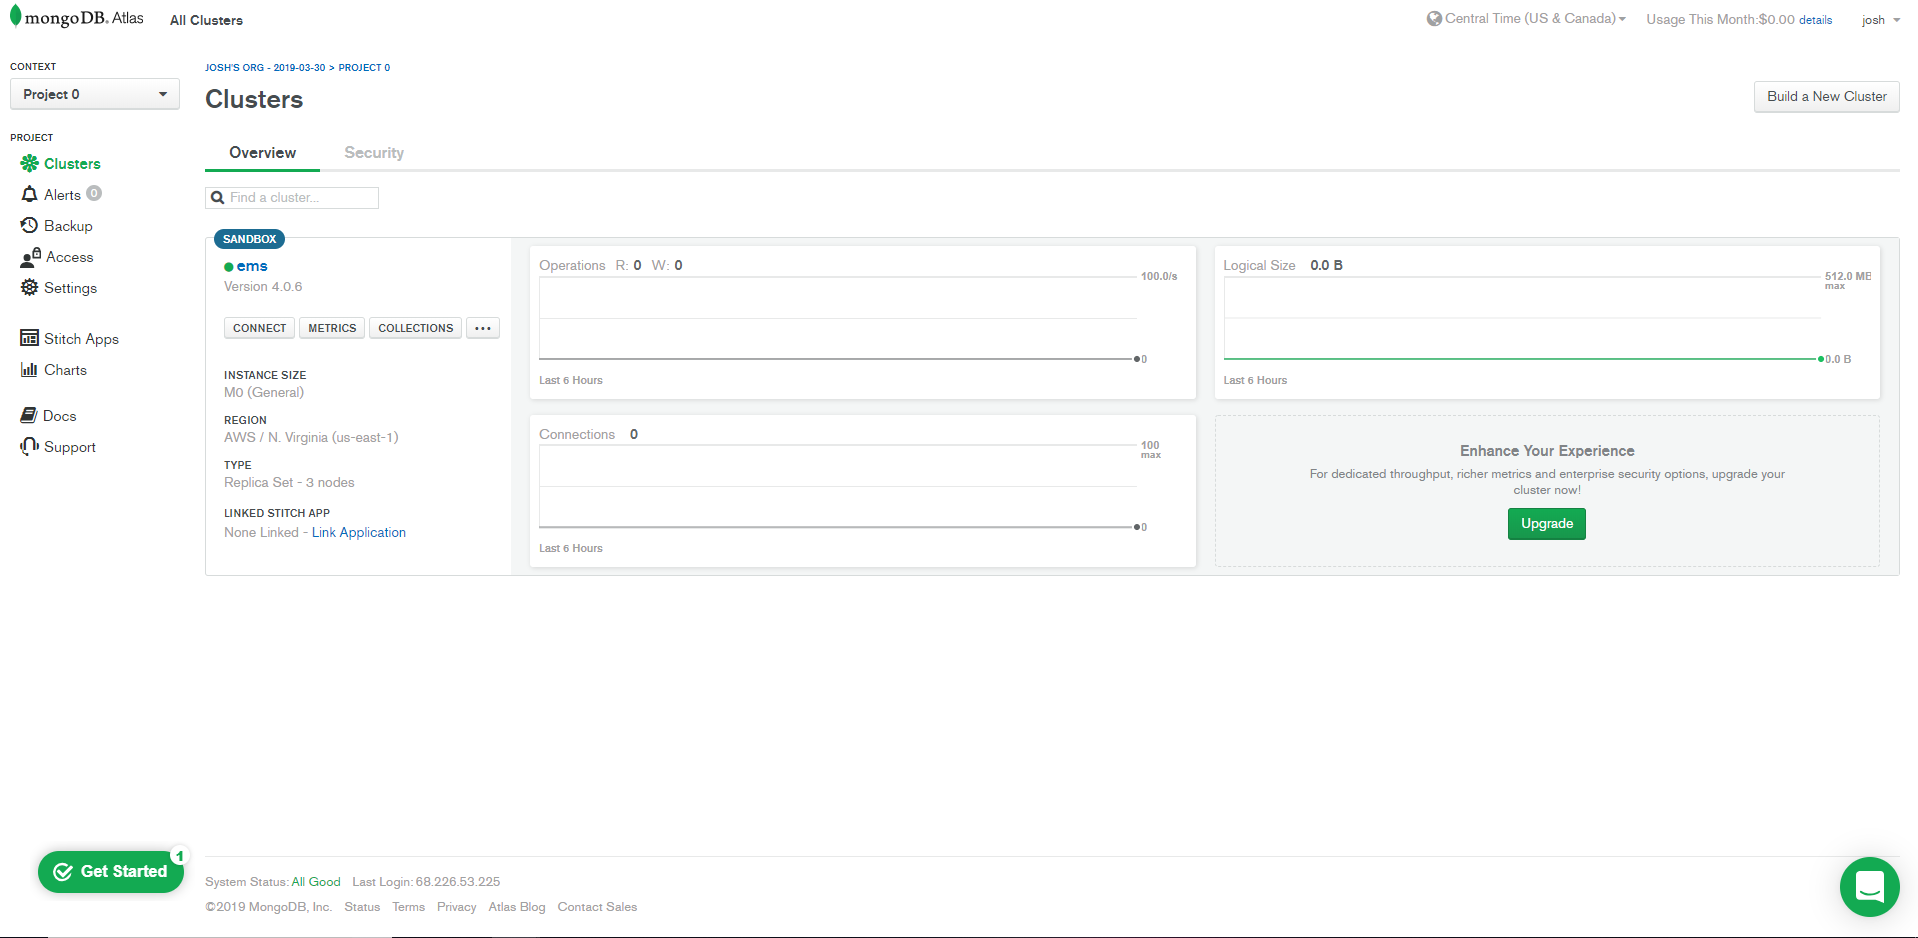 mongoDB. Atlas
All Clusters
Central Time (US & Canada)
Usage This Month:$0.00 details
josh
CONTEXT
Project 0
PROJECT
Clusters
Alerts 0
Backup
Access
Settings
Stitch Apps
Charts
Docs
Support
Get Started 1
JOSH'S ORG - 2019-03-30 > PROJECT 0
Clusters
Build a New Cluster
Overview
Security
Find a cluster...
SANDBOX
ems
Version 4.0.6
CONNECT
METRICS
COLLECTIONS
...
INSTANCE SIZE
M0 (General)
REGION
AWS / N. Virginia (us-east-1)
TYPE
Replica Set - 3 nodes
LINKED STITCH APP
None Linked - Link Application
Operations R: 0 W: 0
100.0/s
0
Last 6 Hours
Logical Size 0.0 B
512.0 MB
max
0.0 B
Last 6 Hours
Connections 0
100
max
0
Last 6 Hours
Enhance Your Experience
For dedicated throughput, richer metrics and enterprise security options, upgrade your
cluster now!
Upgrade
System Status: All Good Last Login: 68.226.53.225
©2019 MongoDB, Inc. Status Terms Privacy Atlas Blog Contact Sales